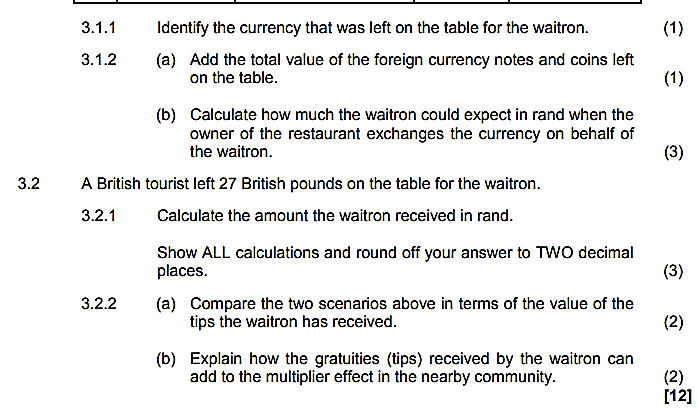 3.1.1 Identify the currency that was left on the table for the waitron. (1)
3.1.2 (a) Add the total value of the foreign currency notes and coins left
on the table. (1)
(b) Calculate how much the waitron could expect in rand when the
owner of the restaurant exchanges the currency on behalf of
the waitron. (3)
3.2 A British tourist left 27 British pounds on the table for the waitron.
3.2.1 Calculate the amount the waitron received in rand.
Show ALL calculations and round off your answer to TWO decimal
places. (3)
3.2.2 (a) Compare the two scenarios above in terms of the value of the
tips the waitron has received. (2)
(b) Explain how the gratuities (tips) received by the waitron can
add to the multiplier effect in the nearby community. (2)
[12]